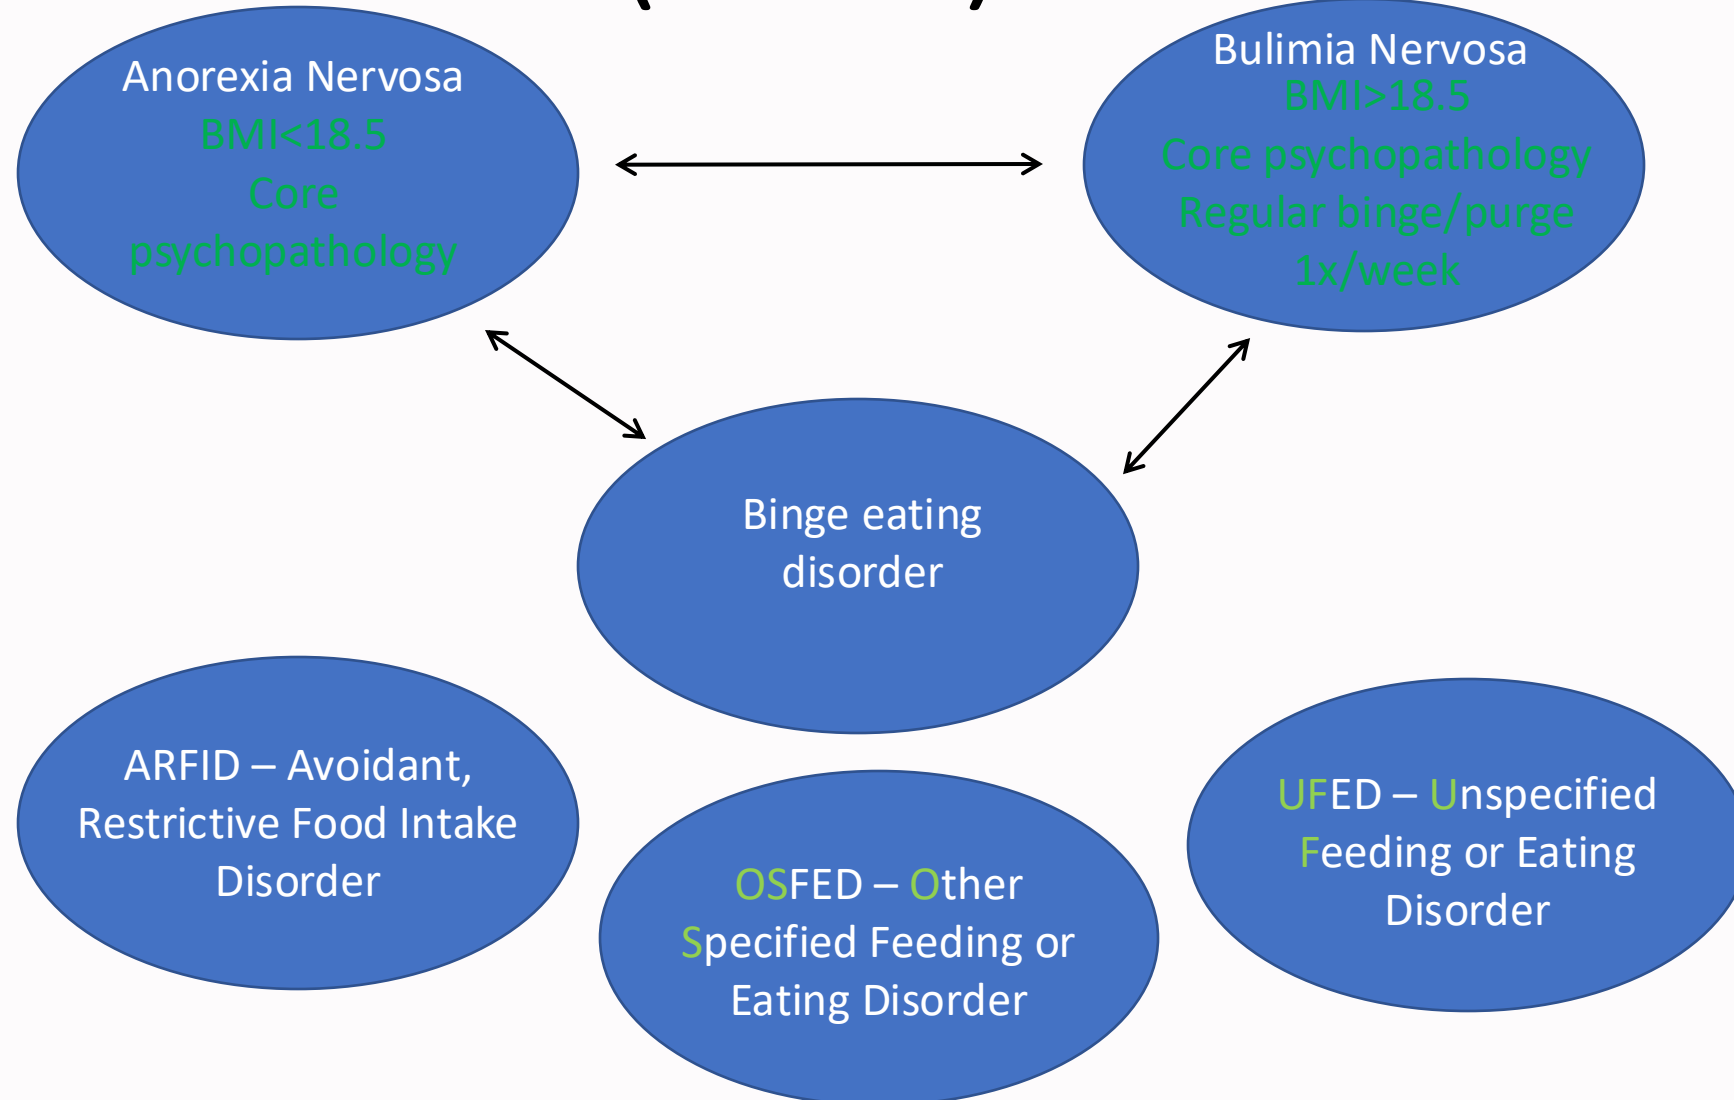 Anorexia Nervosa
BMI<18.5
Core
psychopathology
Bulimia Nervosa
BMI>18.5
Core psychopathology
Regular binge/purge
1x/week
Binge eating
disorder
ARFID – Avoidant,
Restrictive Food Intake
Disorder
OSFED – Other
Specified Feeding or
Eating Disorder
UFED – Unspecified
Feeding or Eating
Disorder